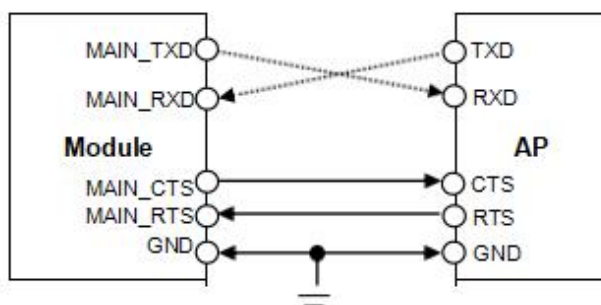 MAIN_TXD
MAIN_RXD
Module
MAIN_CTS
MAIN_RTS
GND
TXD
RXD
AP
CTS
RTS
GND